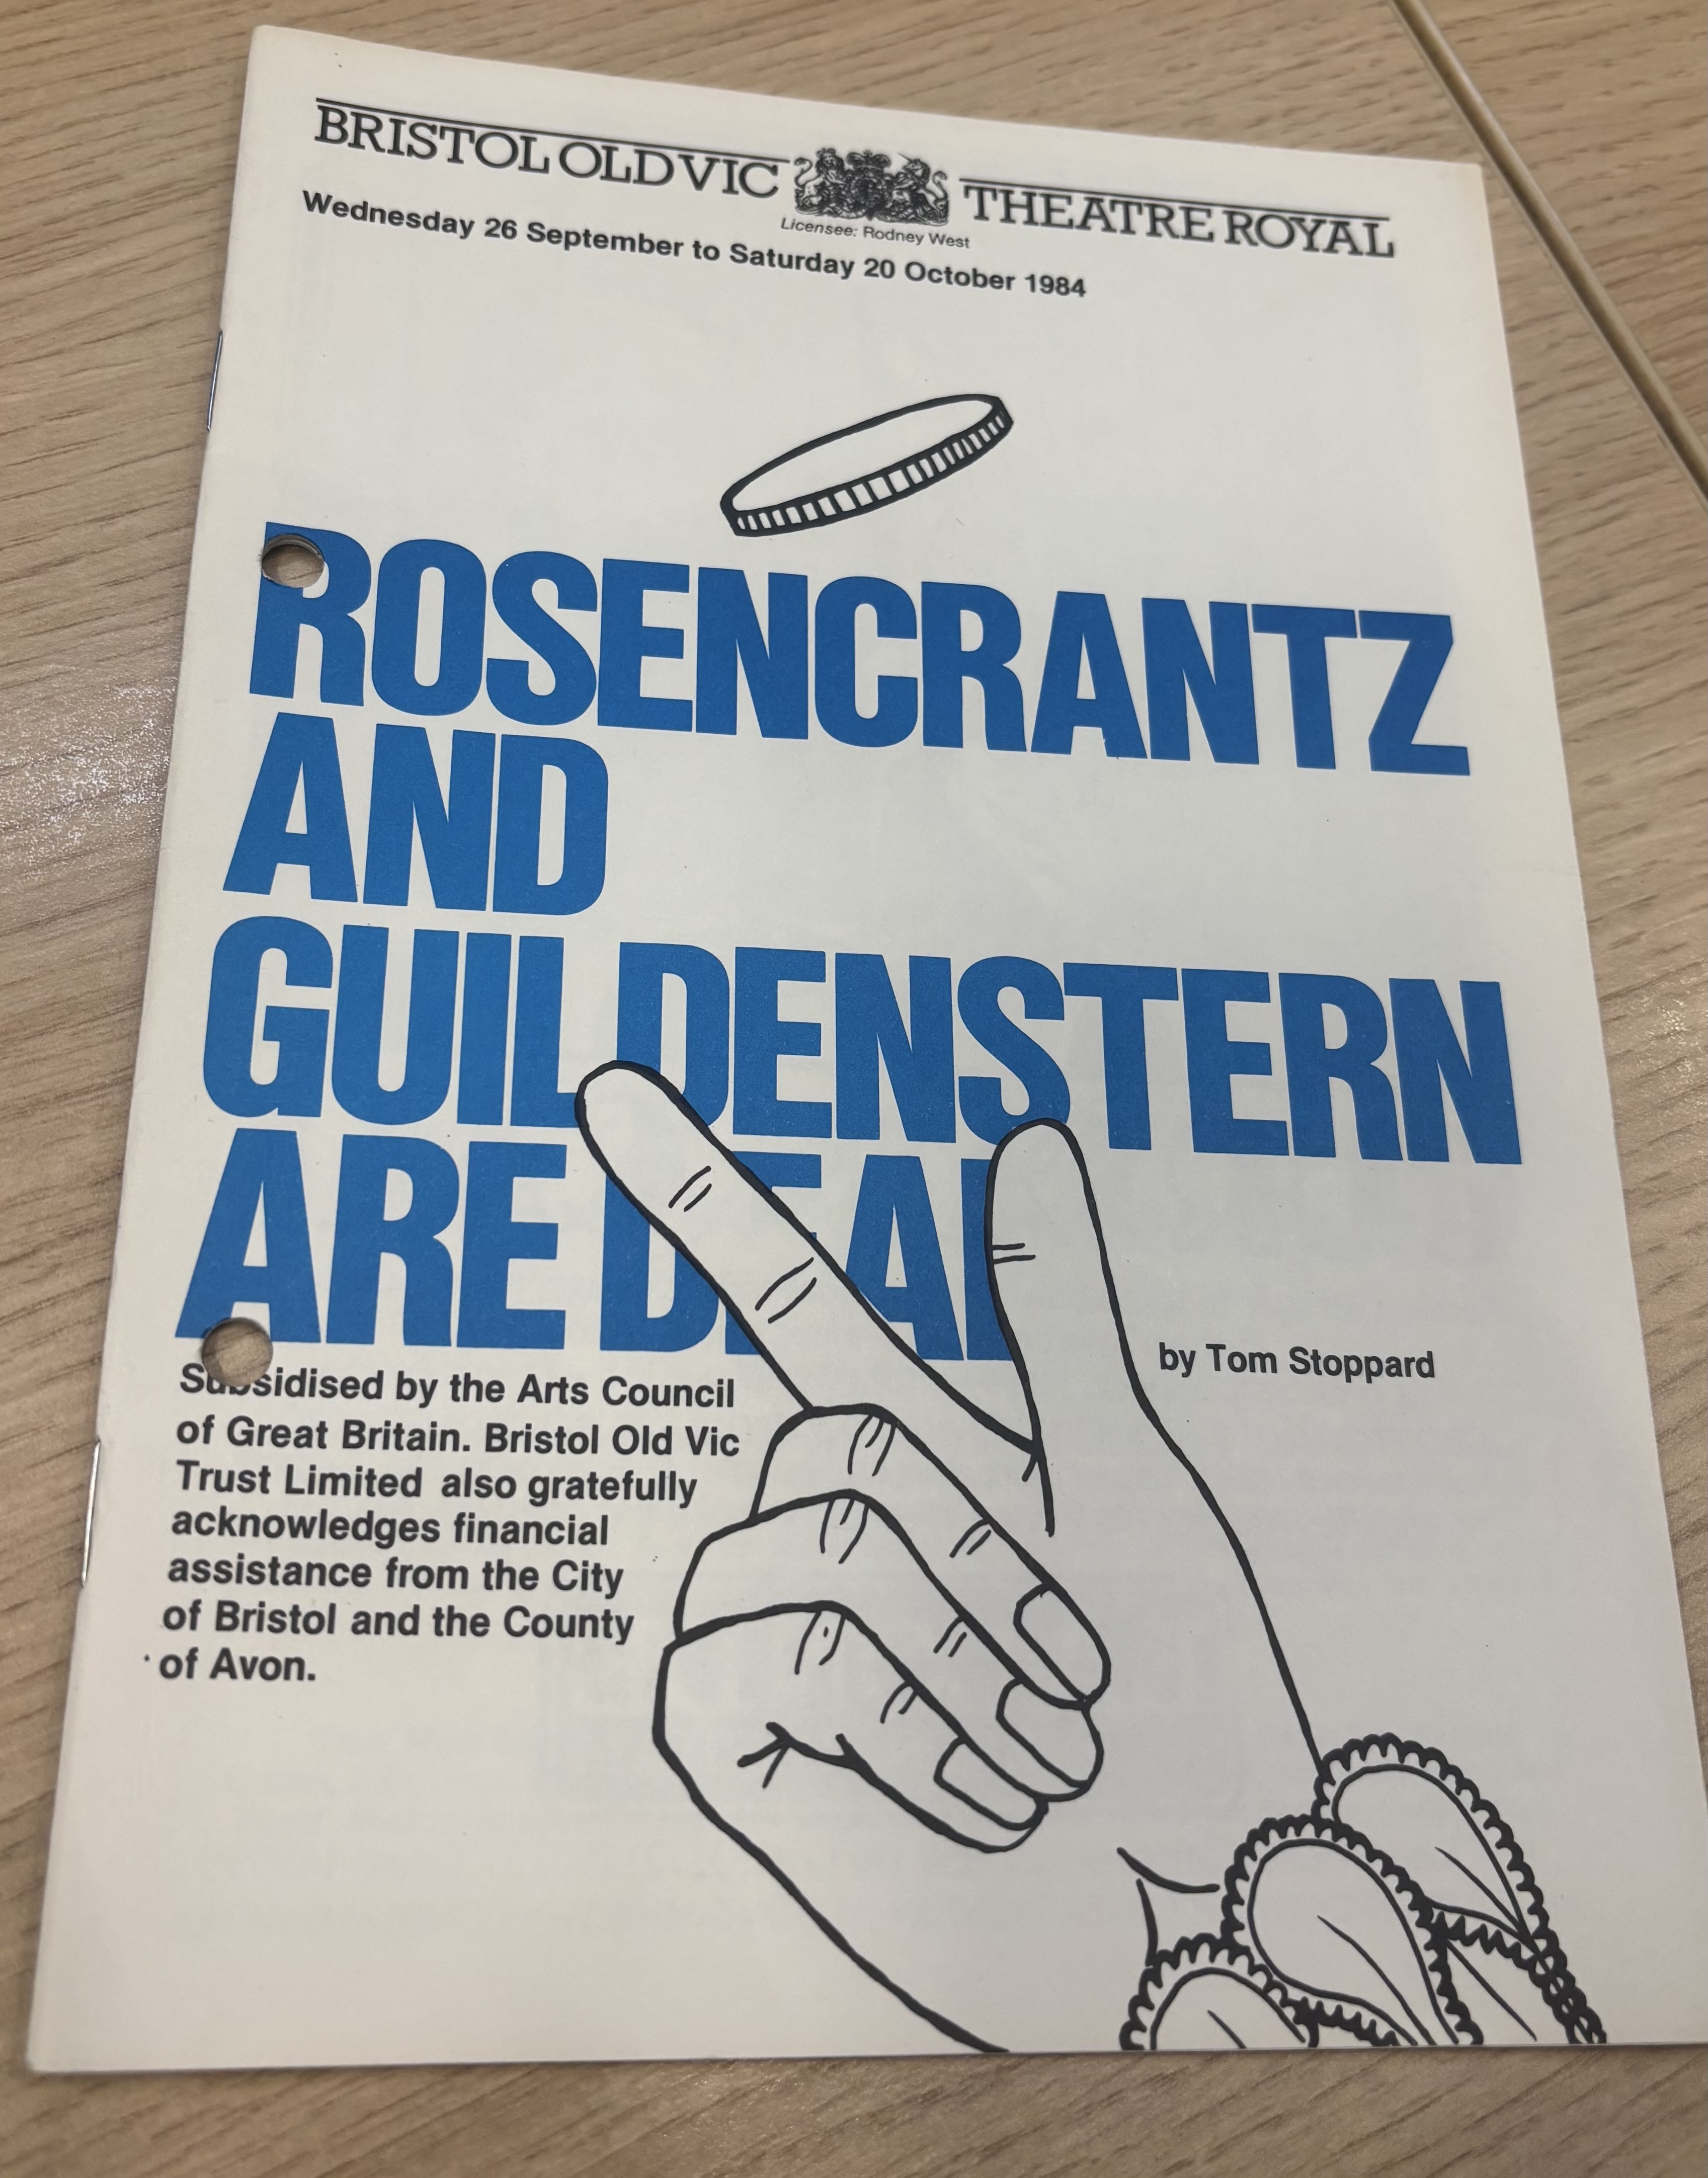 BRISTOL OLD VIC THEATRE ROYAL
Licensee: Rodney West
Wednesday 26 September to Saturday 20 October 1984
ROSENCRANTZ
AND
GUILDENSTERN
ARE DEAD
by Tom Stoppard
Subsidised by the Arts Council
of Great Britain. Bristol Old Vic
Trust Limited also gratefully
acknowledges financial
assistance from the City
of Bristol and the County
of Avon.